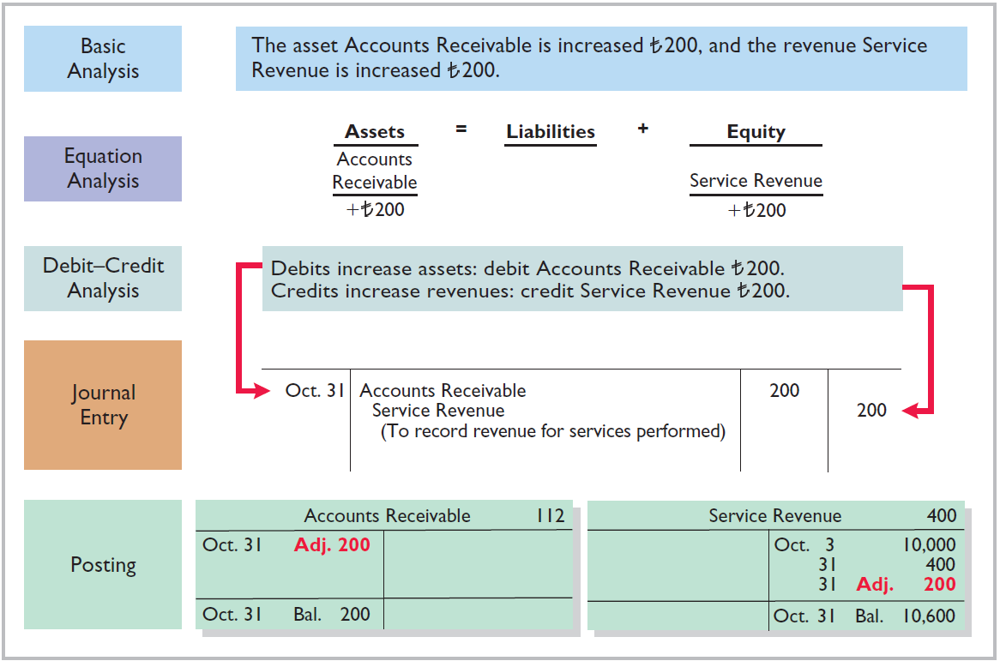 Basic
Analysis
The asset Accounts Receivable is increased ₺200, and the revenue Service
Revenue is increased ₺200.
Equation
Analysis
Assets = Liabilities + Equity
Accounts
Receivable Service Revenue
+₺200 +₺200
Debit–Credit
Analysis
Debits increase assets: debit Accounts Receivable ₺200.
Credits increase revenues: credit Service Revenue ₺200.
Journal
Entry
Oct. 31 Accounts Receivable 200
Service Revenue 200
(To record revenue for services performed)
Posting
Accounts Receivable 112
Oct. 31 Adj. 200
Oct. 31 Bal. 200
Service Revenue 400
Oct. 3 10,000
31 400
31 Adj. 200
Oct. 31 Bal. 10,600